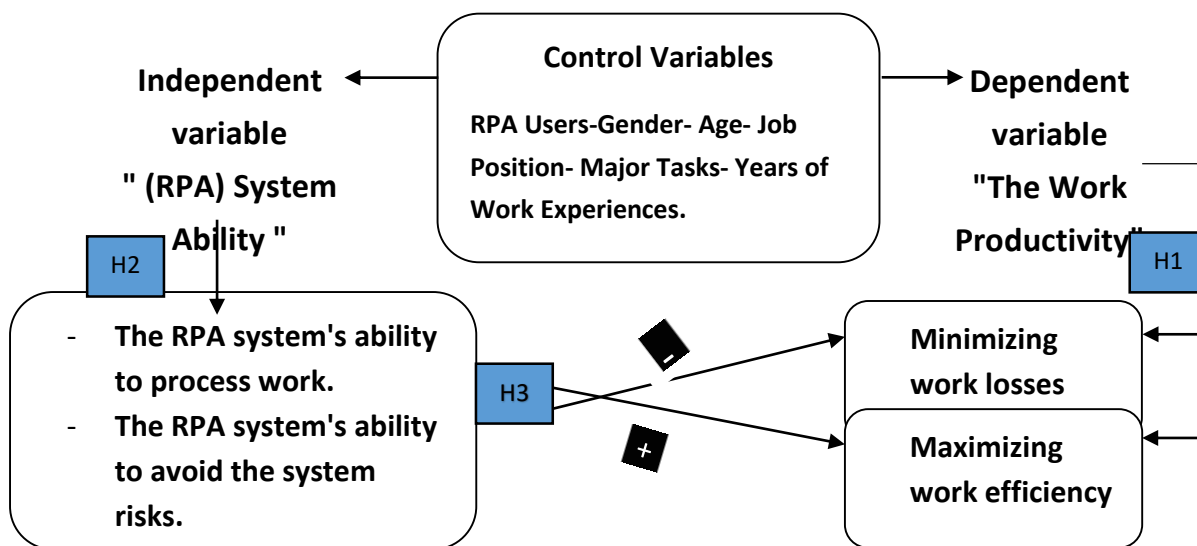 Control Variables
RPA Users-Gender- Age- Job
Position- Major Tasks- Years of
Work Experiences.
Independent
variable
" (RPA) System
Ability "
Dependent
variable
"The Work
Productivity"
H2
H1
- The RPA system's ability
to process work.
- The RPA system's ability
to avoid the system
risks.
H3
-
+
Minimizing
work losses
Maximizing
work efficiency